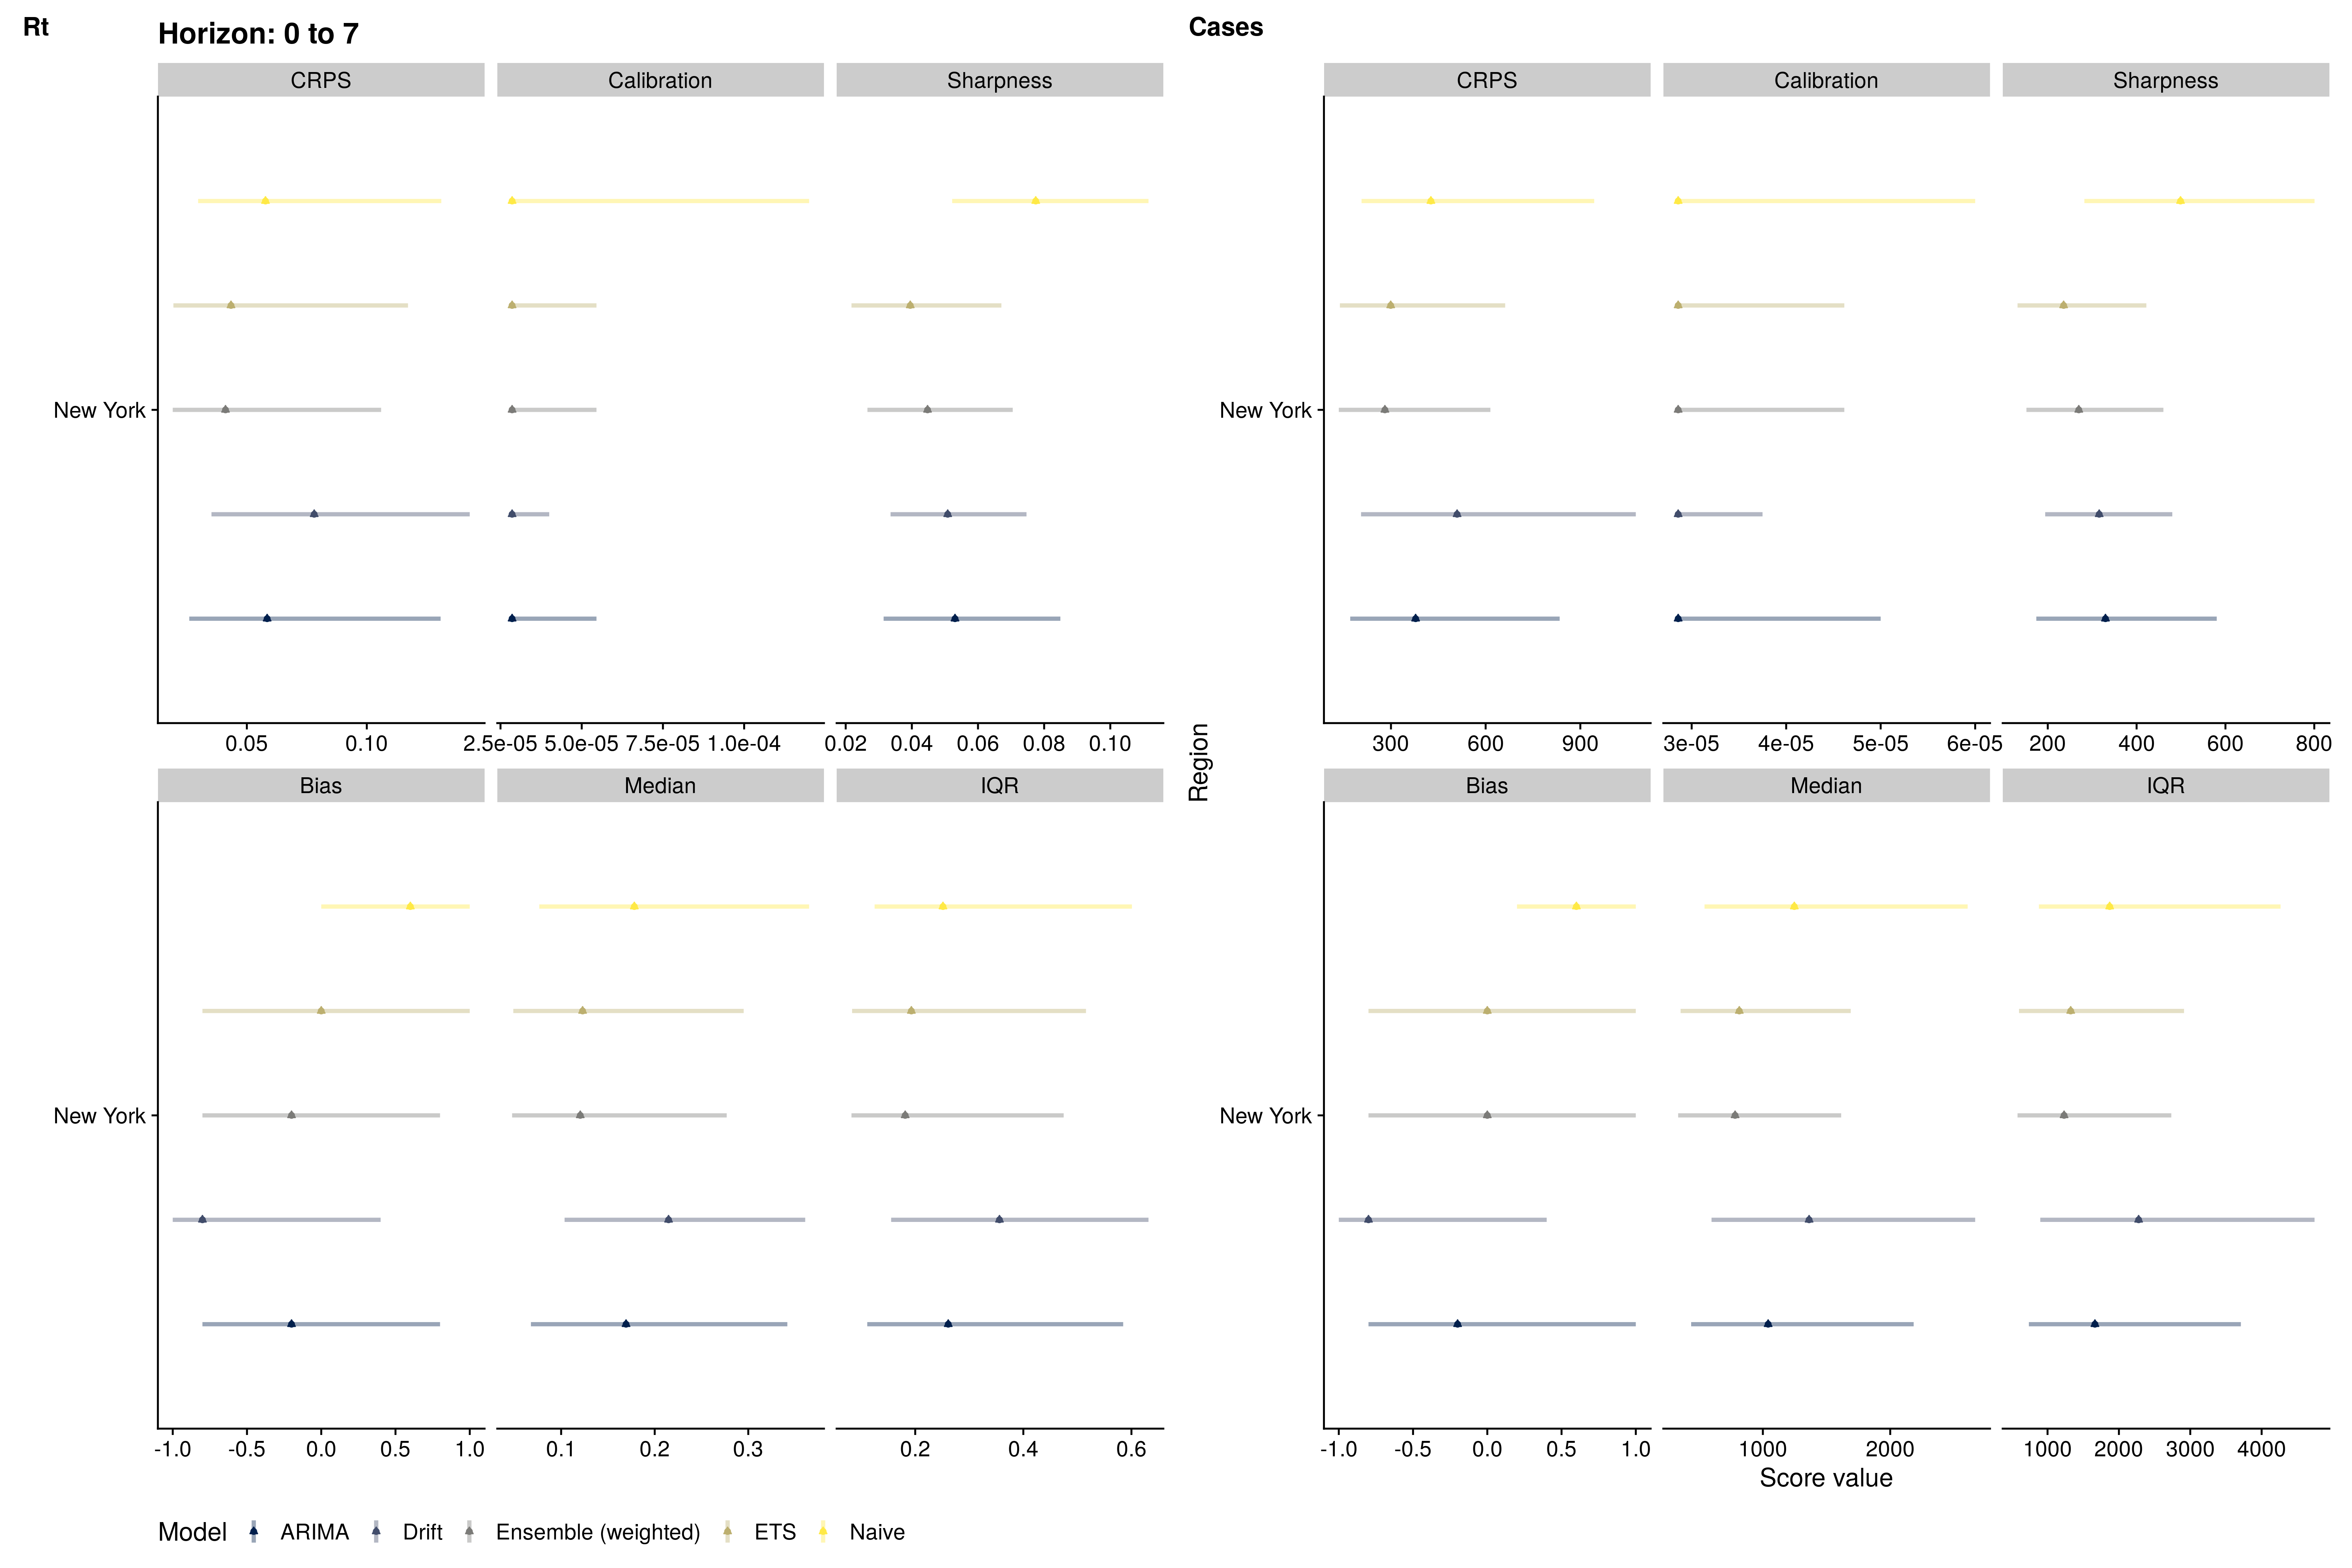 Rt
Horizon: 0 to 7
CRPS Calibration Sharpness
New York
0.05 0.10 2.5e-05 5.0e-05 7.5e-05 1.0e-04 0.02 0.04 0.06 0.08 0.10
Bias Median IQR
New York
-1.0 -0.5 0.0 0.5 1.0 0.1 0.2 0.3 0.2 0.4 0.6
Cases
CRPS Calibration Sharpness
New York
300 600 900 3e-05 4e-05 5e-05 6e-05 200 400 600 800
Region
Bias Median IQR
New York
-1.0 -0.5 0.0 0.5 1.0 1000 2000 1000 2000 3000 4000
Score value
Model ARIMA Drift Ensemble (weighted) ETS Naive